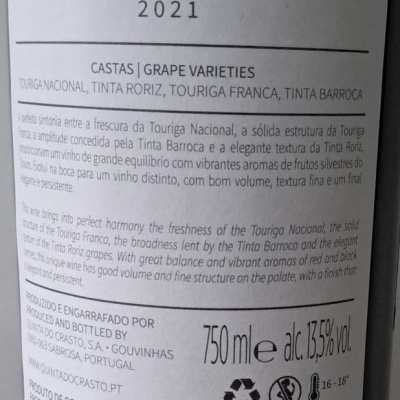 2021
CASTAS | GRAPE VARIETIES
TOURIGA NACIONAL, TINTA RORIZ, TOURIGA FRANCA, TINTA BARROCA
A perfeita sintonia entre a frescura da Touriga Nacional, a sólida estrutura da Touriga
Franca, a amplitude concedida pela Tinta Barroca e a elegante textura da Tinta Roriz,
proporcionam um vinho de grande equilíbrio com vibrantes aromas de frutos silvestres do
Douro. Evolui na boca para um vinho distinto, com bom volume, textura fina e um final
elegante e persistente.
This wine brings into perfect harmony the freshness of the Touriga Nacional, the solid
structure of the Touriga Franca, the broadness lent by the Tinta Barroca and the elegant
texture of the Tinto Roriz grapes. With great balance and vibrant aromas of red and black
berries, this unique wine has good volume and fine structure on the palate, with a finish that
is elegant and persistent.
PRODUZIDO E ENGARRAFADO POR
PRODUCED AND BOTTLED BY
QUINTA DO CRASTO, S.A. • GOUVINHAS
5060-063 SABROSA, PORTUGAL
WWW.QUINTADOCRASTO.PT
750 ml e alc. 13,5% vol.
16 - 18°
PRODUTO DE